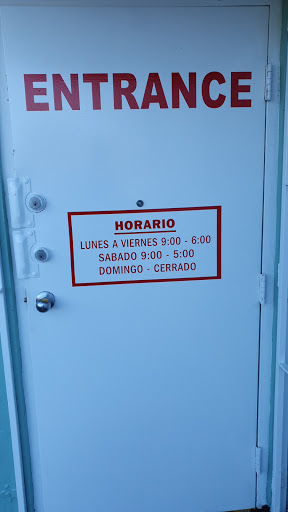 ENTRANCE
HORARIO
LUNES A VIERNES 9:00 - 6:00
SABADO 9:00 - 5:00
DOMINGO - CERRADO